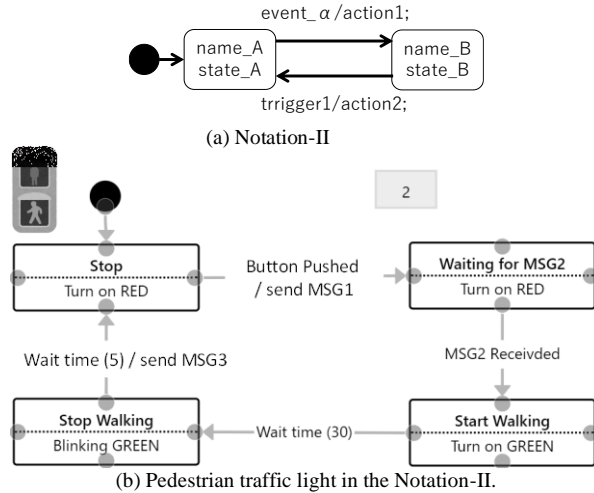 event_α/action1;
name_A
state_A
name_B
state_B
trrigger1/action2;
(a) Notation-II
2
Stop
Turn on RED
Button Pushed
/ send MSG1
Waiting for MSG2
Turn on RED
Wait time (5) / send MSG3
MSG2 Receivded
Stop Walking
Blinking GREEN
Wait time (30)
Start Walking
Turn on GREEN
(b) Pedestrian traffic light in the Notation-II.